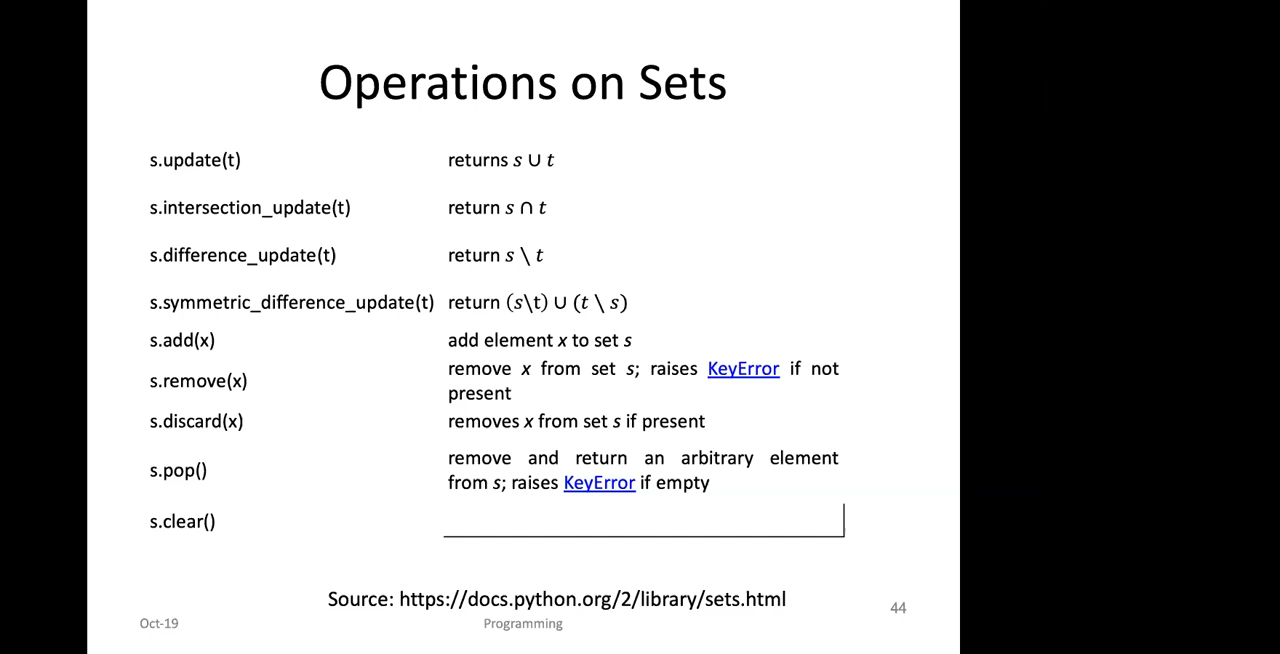 Operations on Sets
s.update(t) returns s ∪ t
s.intersection_update(t) return s ∩ t
s.difference_update(t) return s \ t
s.symmetric_difference_update(t) return (s\t) ∪ (t \ s)
s.add(x) add element x to set s
s.remove(x) remove x from set s; raises KeyError if not
present
s.discard(x) removes x from set s if present
s.pop() remove and return an arbitrary element
from s; raises KeyError if empty
s.clear()
Source: https://docs.python.org/2/library/sets.html
44
Oct-19 Programming